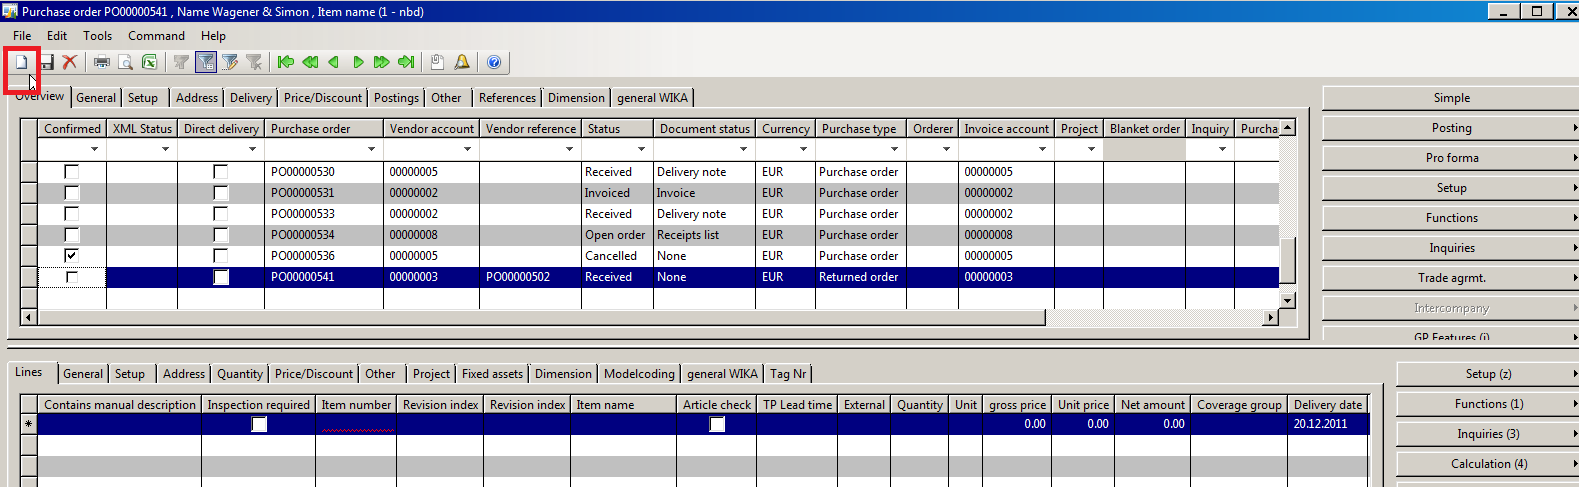 Purchase order PO00000541 , Name Wagener & Simon , Item name (1 - nbd)
File Edit Tools Command Help
Overview General Setup Address Delivery Price/Discount Postings Other References Dimension general WIKA
Simple
Posting
Pro forma
Setup
Functions
Inquiries
Trade agrmt.
Intercompany
GP Features (i)
Confirmed XML Status Direct delivery Purchase order Vendor account Vendor reference Status Document status Currency Purchase type Orderer Invoice account Project Blanket order Inquiry Purcha
PO00000530 00000005 Received Delivery note EUR Purchase order 00000005
PO00000531 00000002 Invoiced Invoice EUR Purchase order 00000002
PO00000533 00000002 Received Delivery note EUR Purchase order 00000002
PO00000534 00000008 Open order Receipts list EUR Purchase order 00000008
PO00000536 00000005 Cancelled None EUR Purchase order 00000005
PO00000541 00000003 PO00000502 Received None EUR Returned order 00000003
Lines General Setup Address Quantity Price/Discount Other Project Fixed assets Dimension Modelcoding general WIKA Tag Nr
Setup (z)
Functions (1)
Inquiries (3)
Calculation (4)
Contains manual description Inspection required Item number Revision index Revision index Item name Article check TP Lead time External Quantity Unit gross price Unit price Net amount Coverage group Delivery date
* 0.00 0.00 0.00 20.12.2011